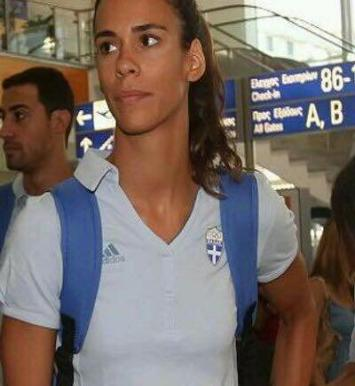 Έλεγχος Εισιτηρίων
Check-in
86-
Προς Εξόδους
All Gates
A, B
adidas